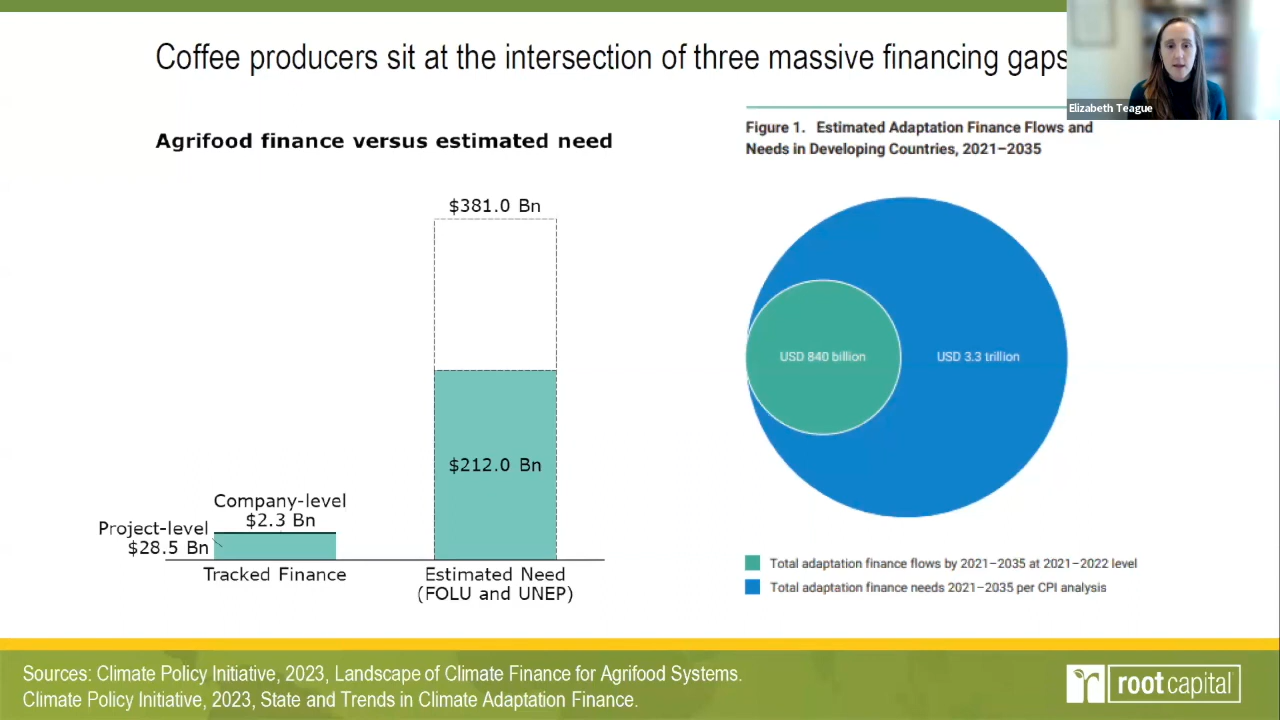 Coffee producers sit at the intersection of three massive financing gaps
Elizabeth Teague
Agrifood finance versus estimated need
$381.0 Bn
$212.0 Bn
Company-level
$2.3 Bn
Project-level
$28.5 Bn
Tracked Finance
Estimated Need
(FOLU and UNEP)
Figure 1. Estimated Adaptation Finance Flows and
Needs in Developing Countries, 2021–2035
USD 840 billion
USD 3.3 trillion
Total adaptation finance flows by 2021–2035 at 2021–2022 level
Total adaptation finance needs 2021–2035 per CPI analysis
Sources: Climate Policy Initiative, 2023, Landscape of Climate Finance for Agrifood Systems.
Climate Policy Initiative, 2023, State and Trends in Climate Adaptation Finance.
root capital